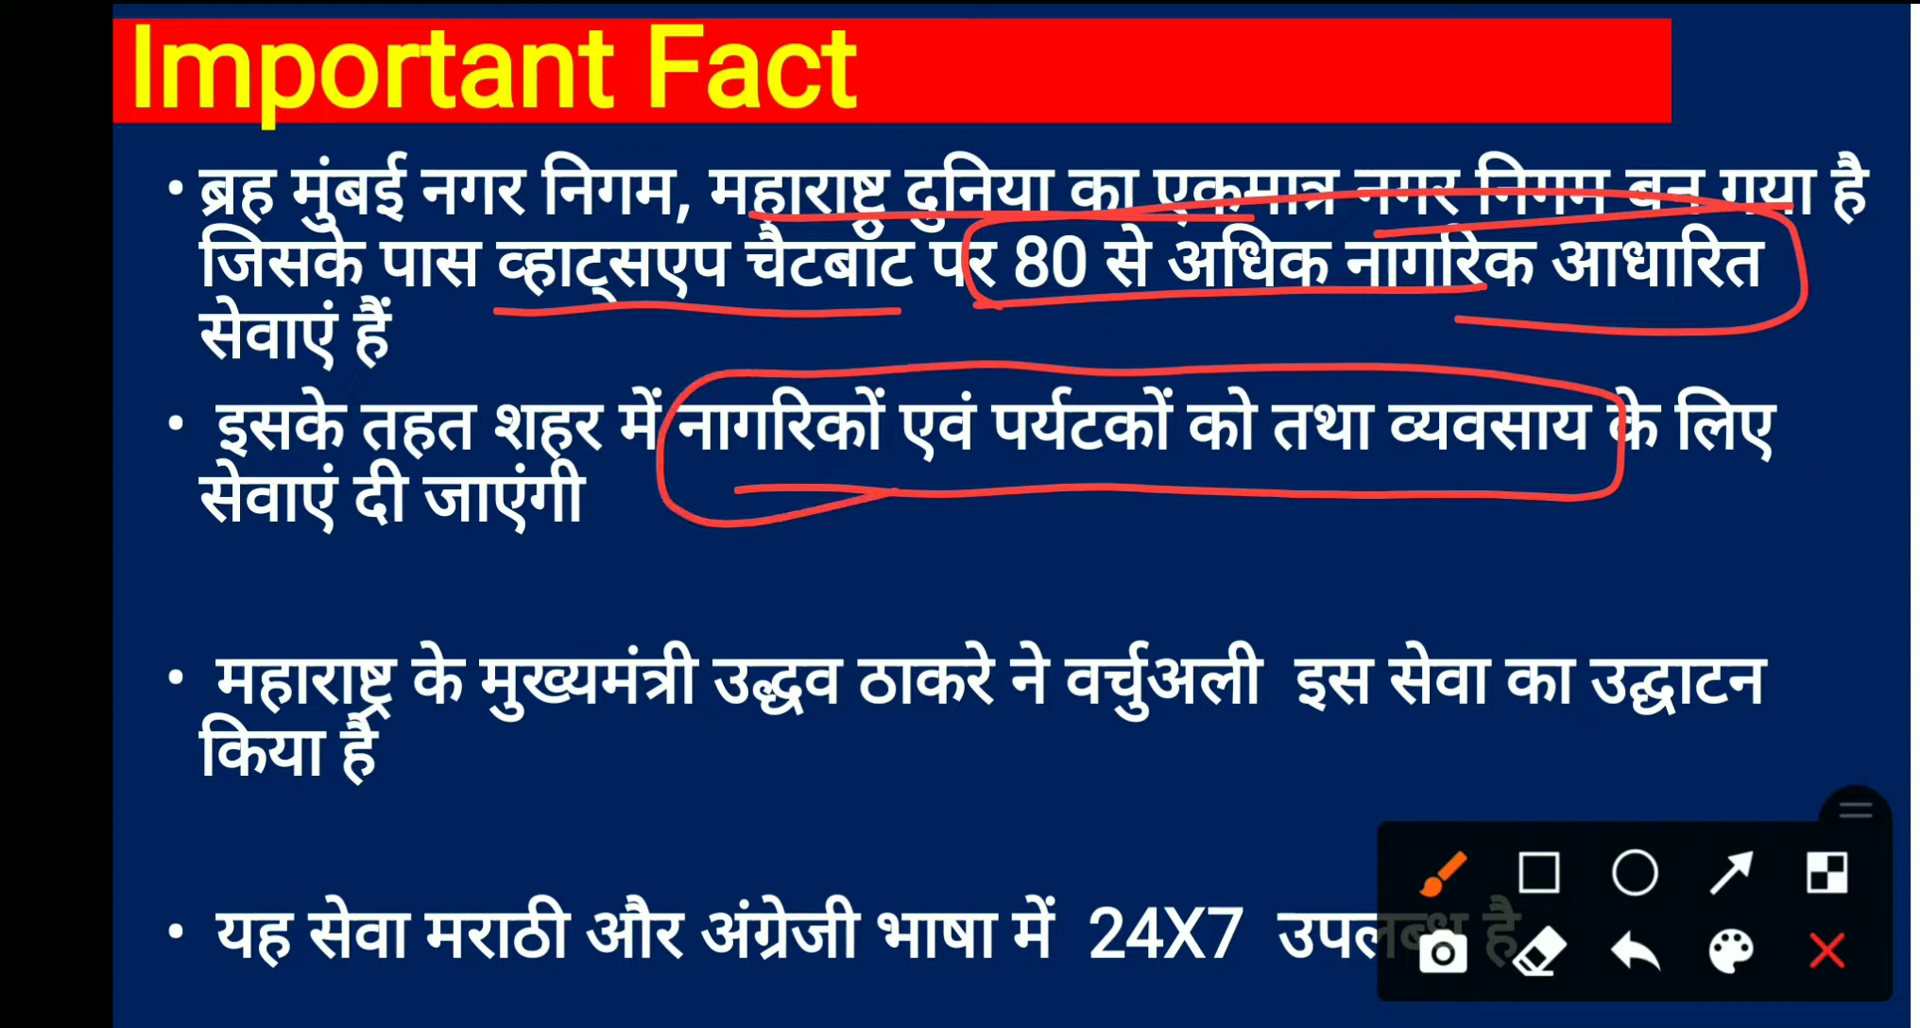 Important Fact
• ब्रह मुंबई नगर निगम, महाराष्ट्र दुनिया का एकमात्र नगर निगम बन गया है
जिसके पास व्हाट्सएप चैटबॉट पर 80 से अधिक नागरिक आधारित
सेवाएं हैं
• इसके तहत शहर में नागरिकों एवं पर्यटकों को तथा व्यवसाय के लिए
सेवाएं दी जाएंगी
• महाराष्ट्र के मुख्यमंत्री उद्धव ठाकरे ने वर्चुअली इस सेवा का उद्घाटन
किया है
• यह सेवा मराठी और अंग्रेजी भाषा में 24X7 उपलब्ध है